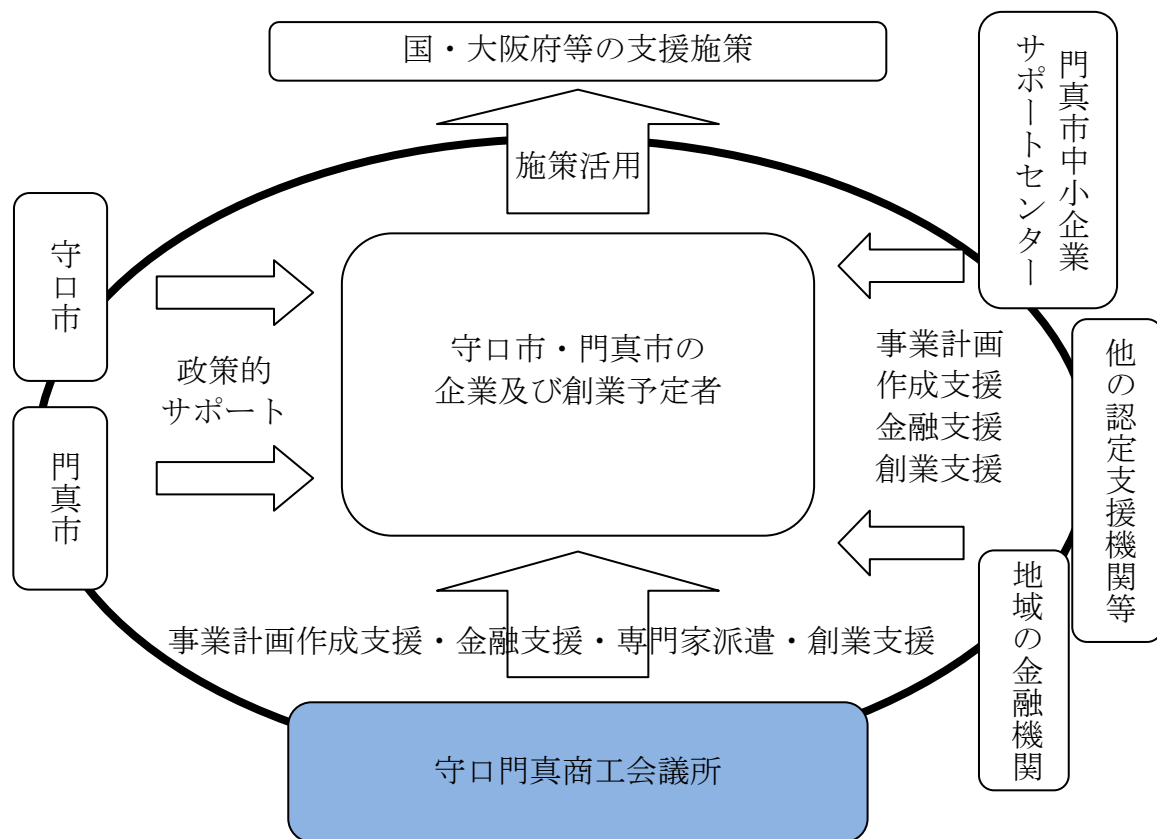 国・大阪府等の支援施策
施策活用
門真市中小企業
サポートセンター
守口市
守口市・門真市の
企業及び創業予定者
政策的
サポート
事業計画
作成支援
金融支援
創業支援
他の認定支援機関等
門真市
地域の金融機関
事業計画作成支援・金融支援・専門家派遣・創業支援
守口門真商工会議所